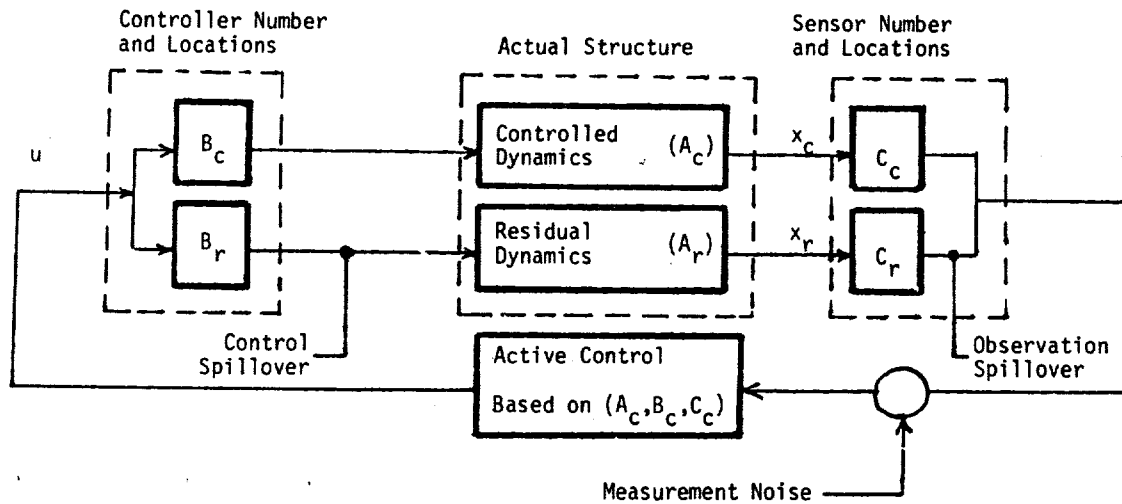 Controller Number
and Locations
Actual Structure
Sensor Number
and Locations
u
B_c
Controlled
Dynamics (A_c)
x_c
C_c
B_r
Residual
Dynamics (A_r)
x_r
C_r
Control
Spillover
Active Control
Based on (A_c,B_c,C_c)
Observation
Spillover
Measurement Noise